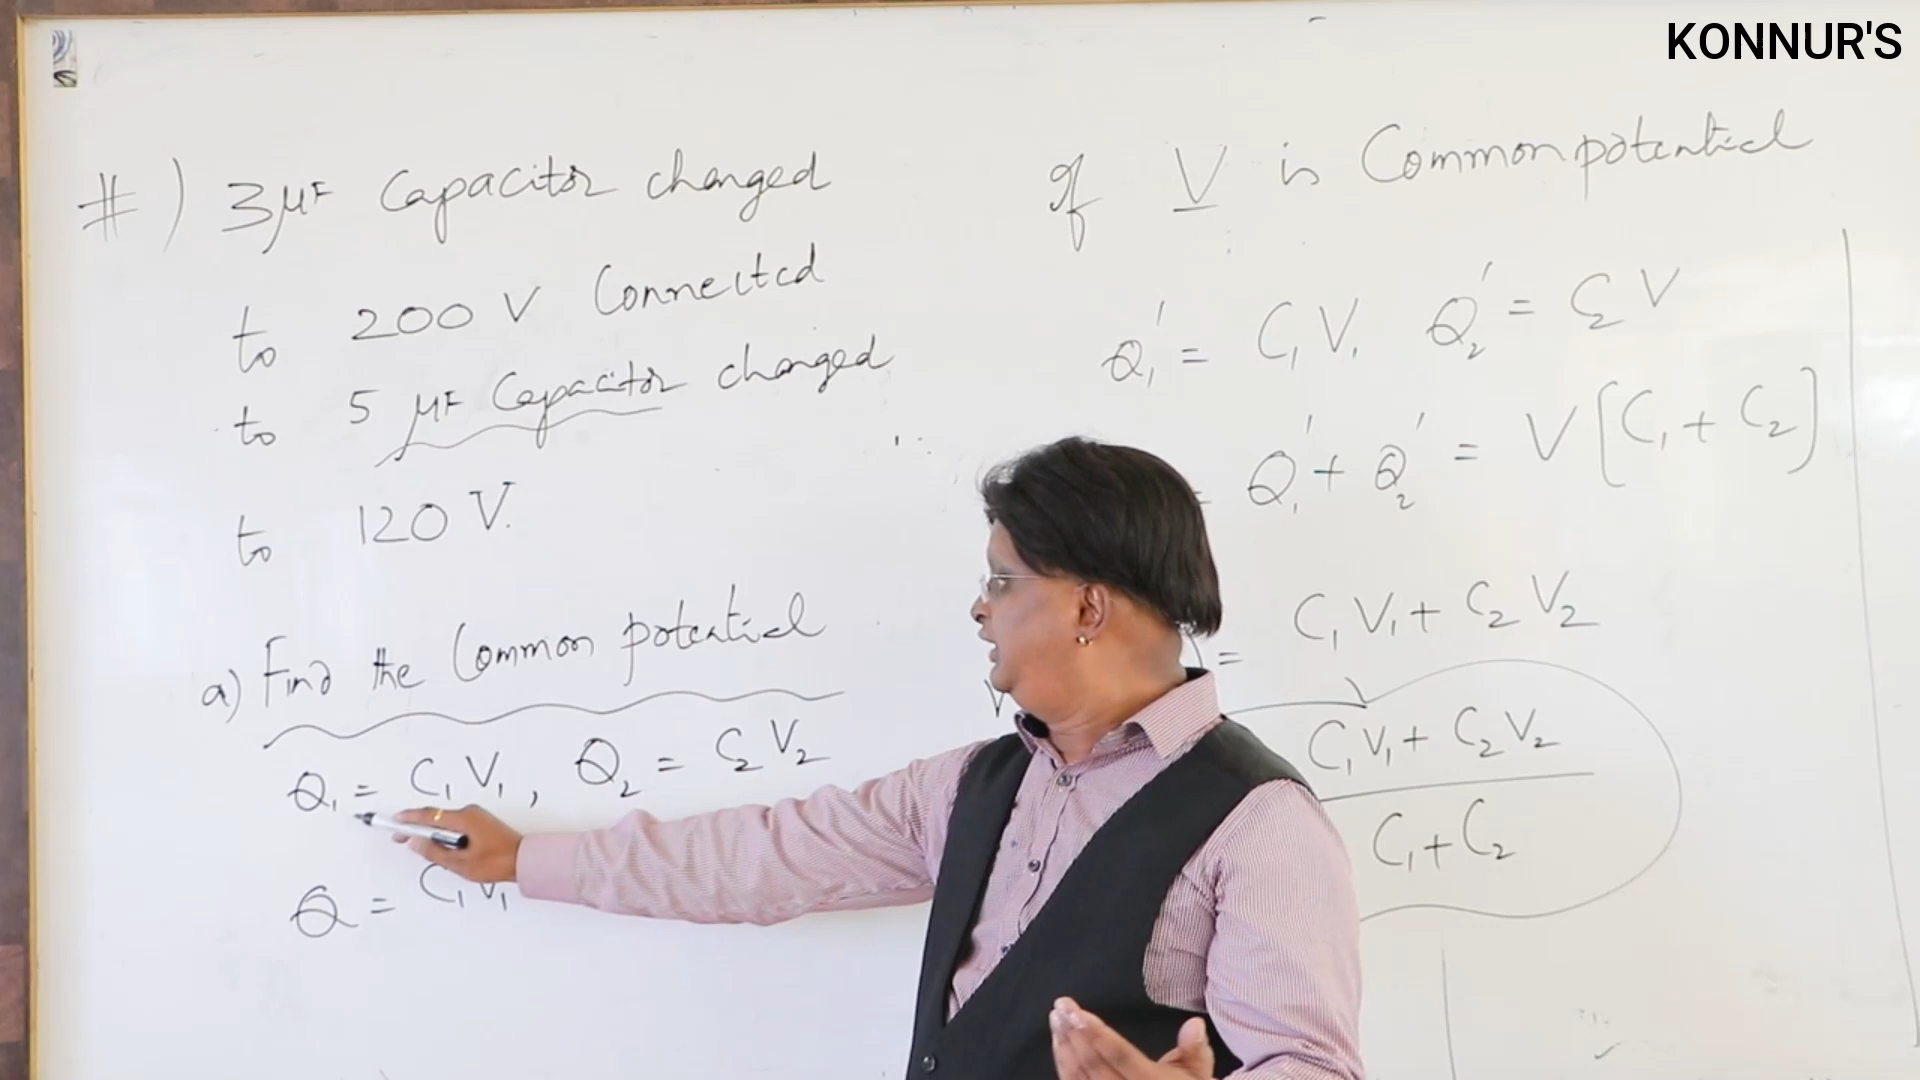 KONNUR'S
#) 3μF Capacitor changed
to 200 V Connected
to 5 μF Capacitor changed
to 120 V.
a) Find the Common potential
Q₁ = C₁V₁, Q₂ = C₂V₂
Q = C₁V₁
If V is Common potential
Q₁' = C₁V, Q₂' = C₂V
= Q₁' + Q₂' = V[C₁ + C₂]
) = C₁V₁ + C₂V₂
V
C₁V₁ + C₂V₂
C₁ + C₂